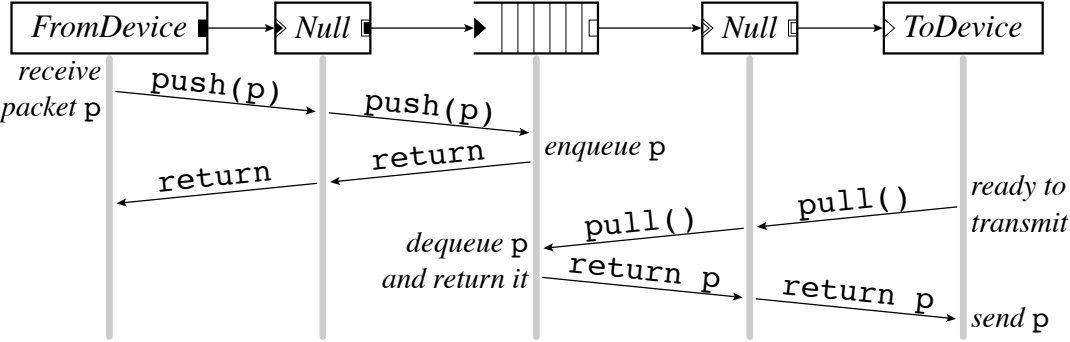 FromDevice
Null
Null
ToDevice
receive
packet p
push(p)
push(p)
enqueue p
return
return
ready to
transmit
pull()
pull()
dequeue p
and return it
return p
return p
send p